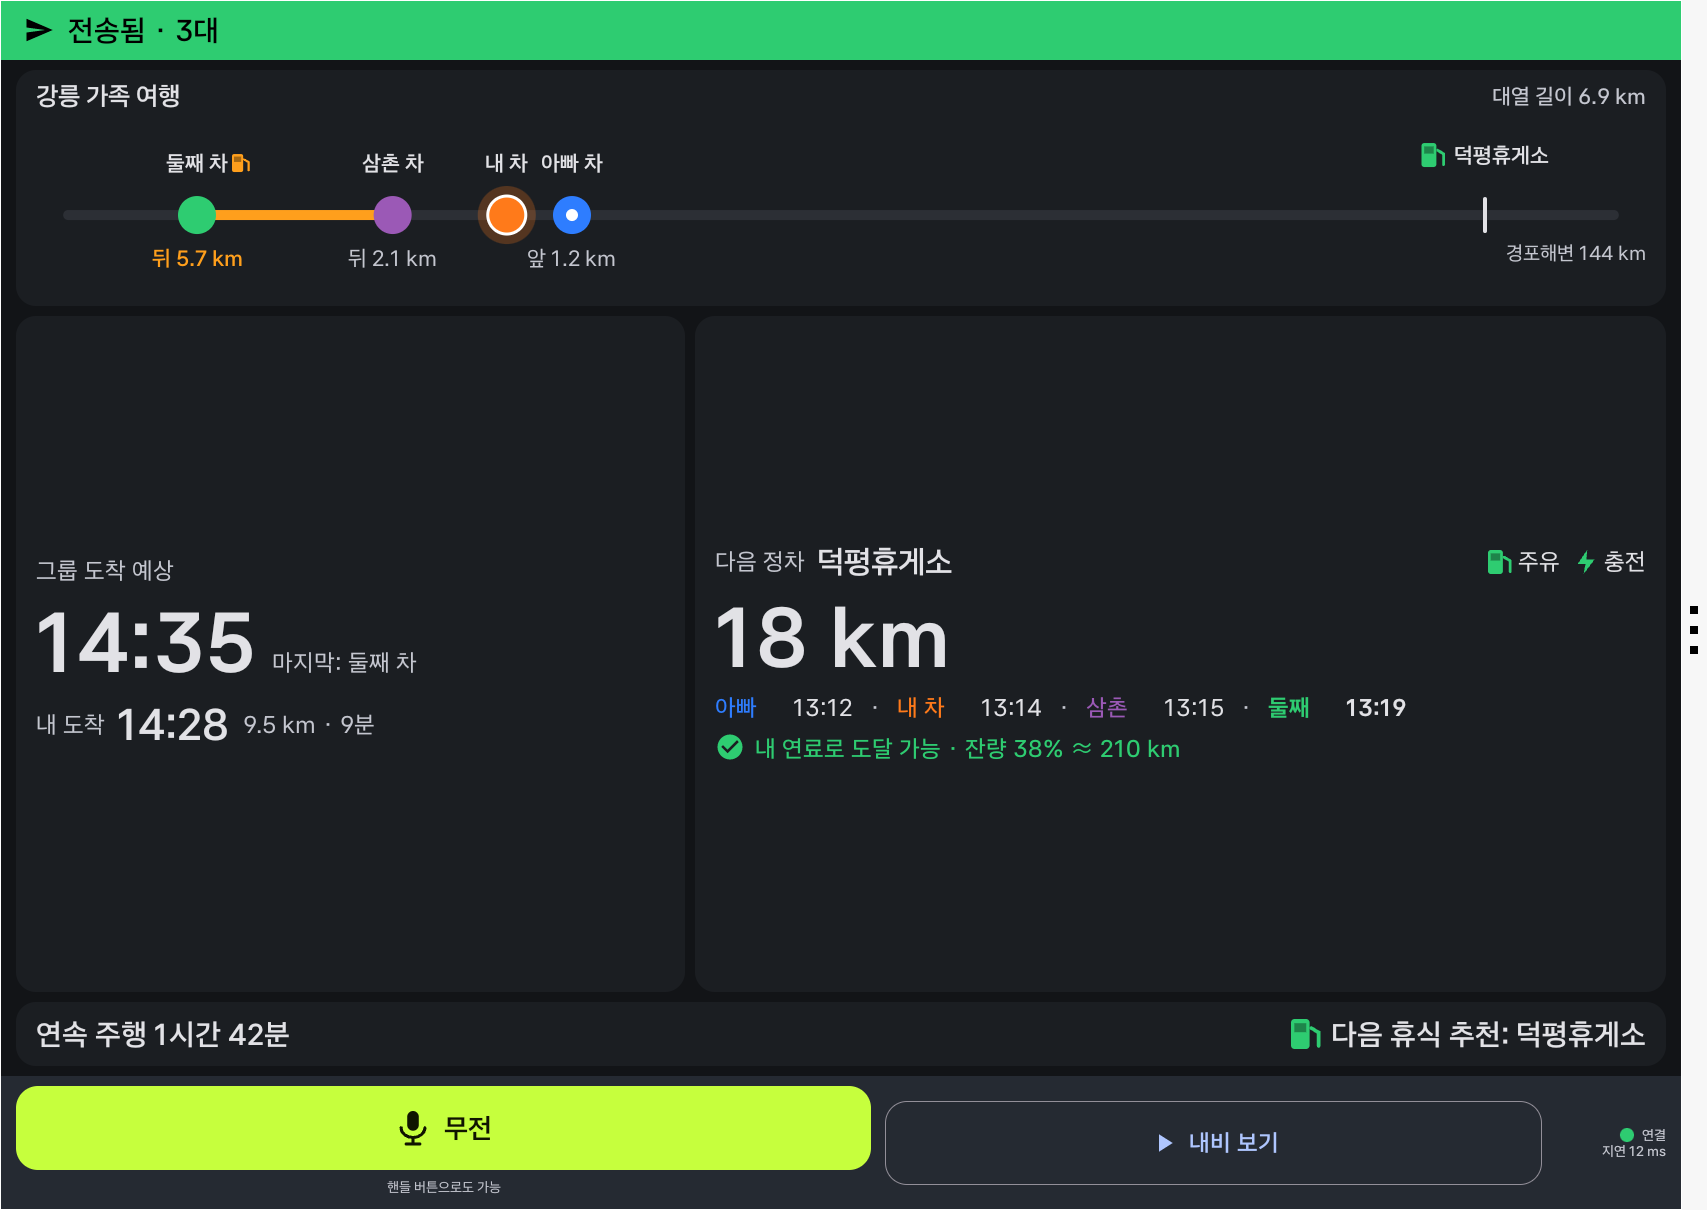 전송됨 · 3대
강릉 가족 여행
대열 길이 6.9 km
둘째 차
삼촌 차
내 차
아빠 차
덕평휴게소
뒤 5.7 km
뒤 2.1 km
앞 1.2 km
경포해변 144 km
그룹 도착 예상
14:35 마지막: 둘째 차
내 도착 14:28 9.5 km · 9분
다음 정차 덕평휴게소
주유 충전
18 km
아빠 13:12 · 내 차 13:14 · 삼촌 13:15 · 둘째 13:19
내 연료로 도달 가능 · 잔량 38% ≈ 210 km
연속 주행 1시간 42분
다음 휴식 추천: 덕평휴게소
무전
핸들 버튼으로도 가능
내비 보기
연결
지연 12 ms